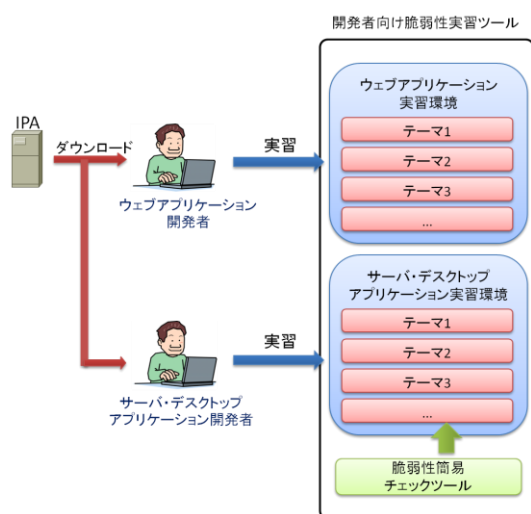 開発者向け脆弱性実習ツール
IPA
ダウンロード
ウェブアプリケーション
開発者
実習
ウェブアプリケーション
実習環境
テーマ1
テーマ2
テーマ3
...
サーバ・デスクトップ
アプリケーション開発者
実習
サーバ・デスクトップ
アプリケーション実習環境
テーマ1
テーマ2
テーマ3
...
脆弱性簡易
チェックツール